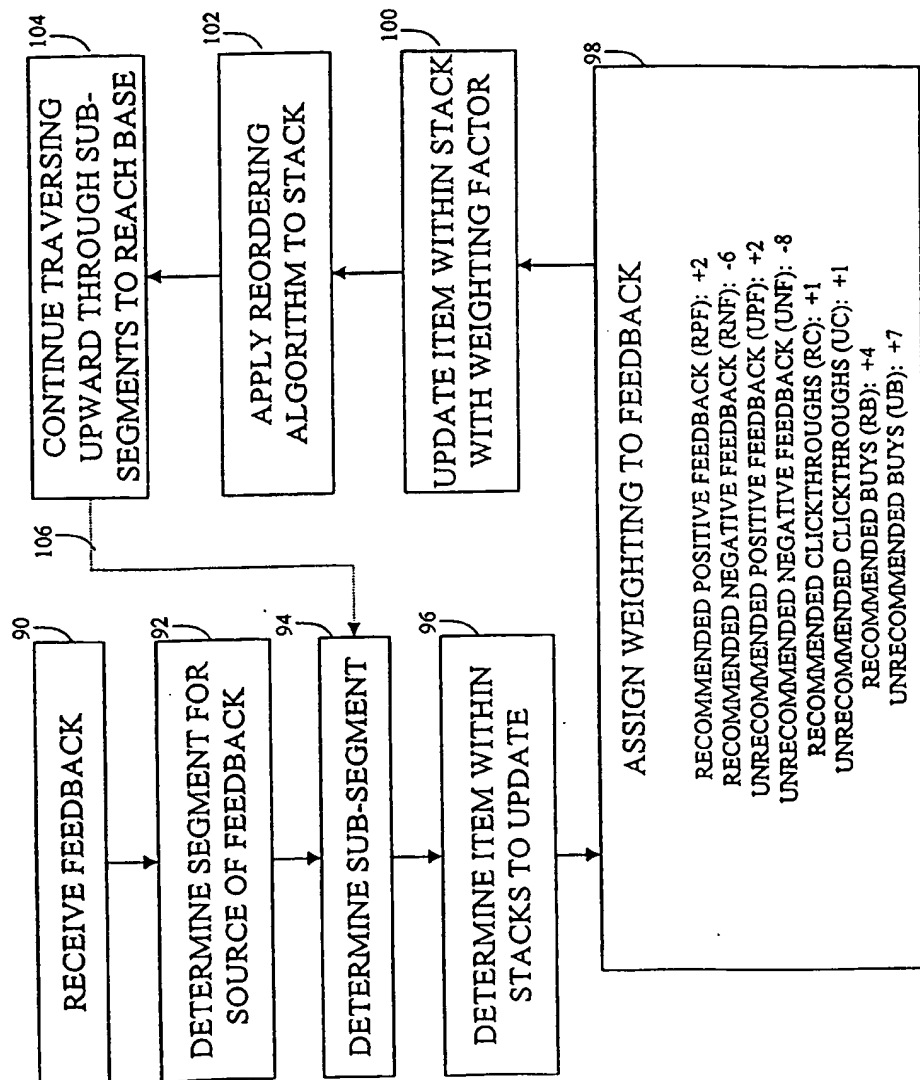 90
RECEIVE FEEDBACK
92
DETERMINE SEGMENT FOR
SOURCE OF FEEDBACK
94
DETERMINE SUB-SEGMENT
96
DETERMINE ITEM WITHIN
STACKS TO UPDATE
98
ASSIGN WEIGHTING TO FEEDBACK
RECOMMENDED POSITIVE FEEDBACK (RPF): +2
RECOMMENDED NEGATIVE FEEDBACK (RNF): -6
UNRECOMMENDED POSITIVE FEEDBACK (UPF): +2
UNRECOMMENDED NEGATIVE FEEDBACK (UNF): -8
RECOMMENDED CLICKTHROUGHS (RC): +1
UNRECOMMENDED CLICKTHROUGHS (UC): +1
RECOMMENDED BUYS (RB): +4
UNRECOMMENDED BUYS (UB): +7
100
UPDATE ITEM WITHIN STACK
WITH WEIGHTING FACTOR
102
APPLY REORDERING
ALGORITHM TO STACK
104
CONTINUE TRAVERSING
UPWARD THROUGH SUB-
SEGMENTS TO REACH BASE
106